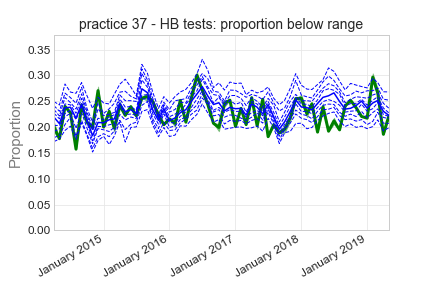 practice 37 - HB tests: proportion below range
Proportion
0.35
0.30
0.25
0.20
0.15
0.10
0.05
0.00
January 2015
January 2016
January 2017
January 2018
January 2019